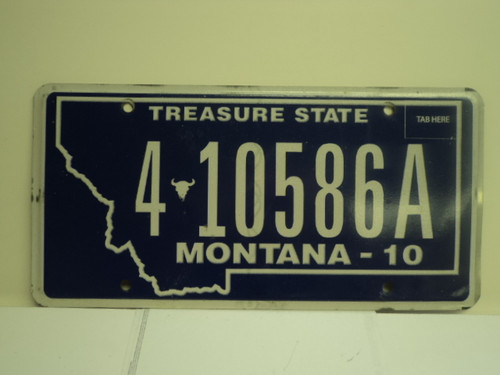 TREASURE STATE
TAB HERE
4 10586A
MONTANA - 10